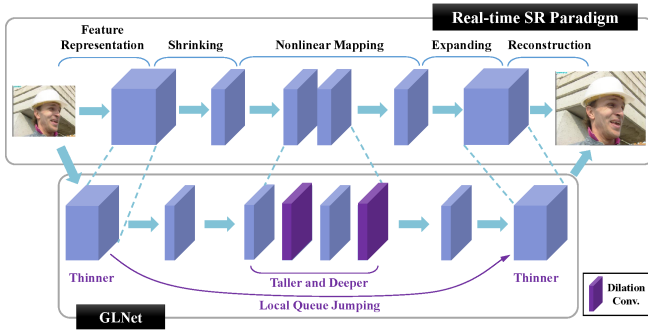 Real-time SR Paradigm
Feature
Representation
Shrinking
Nonlinear Mapping
Expanding
Reconstruction
Thinner
Taller and Deeper
Thinner
Local Queue Jumping
GLNet
Dilation
Conv.